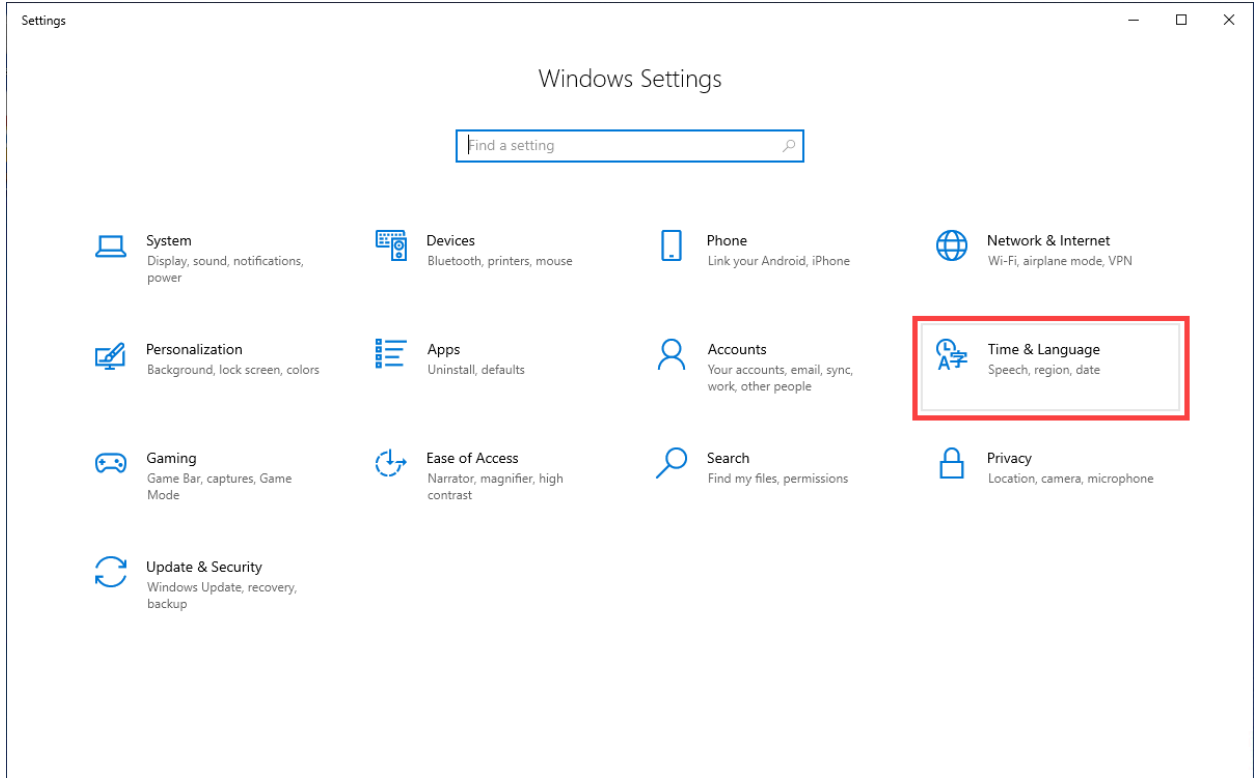 Settings
Windows Settings
Find a setting
System
Display, sound, notifications,
power
Devices
Bluetooth, printers, mouse
Phone
Link your Android, iPhone
Network & Internet
Wi-Fi, airplane mode, VPN
Personalization
Background, lock screen, colors
Apps
Uninstall, defaults
Accounts
Your accounts, email, sync,
work, other people
Time & Language
Speech, region, date
Gaming
Game Bar, captures, Game
Mode
Ease of Access
Narrator, magnifier, high
contrast
Search
Find my files, permissions
Privacy
Location, camera, microphone
Update & Security
Windows Update, recovery,
backup